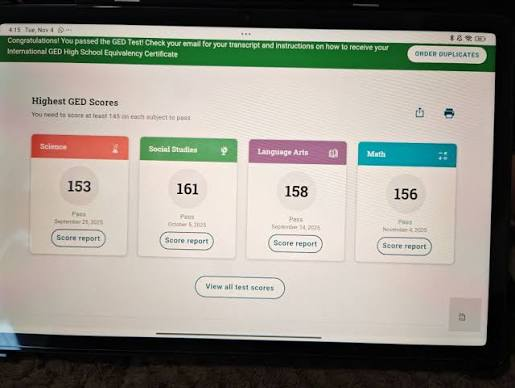 4:15 Tue, Nov 4
Congratulations! You passed the GED Test! Check your email for your transcript and instructions on how to receive your
International GED High School Equivalency Certificate
ORDER DUPLICATES
Highest GED Scores
You need to score at least 145 on each subject to pass
Science
153
Pass
September 25, 2025
Score report
Social Studies
161
Pass
October 5, 2025
Score report
Language Arts
158
Pass
September 14, 2025
Score report
Math
156
Pass
November 4, 2025
Score report
View all test scores